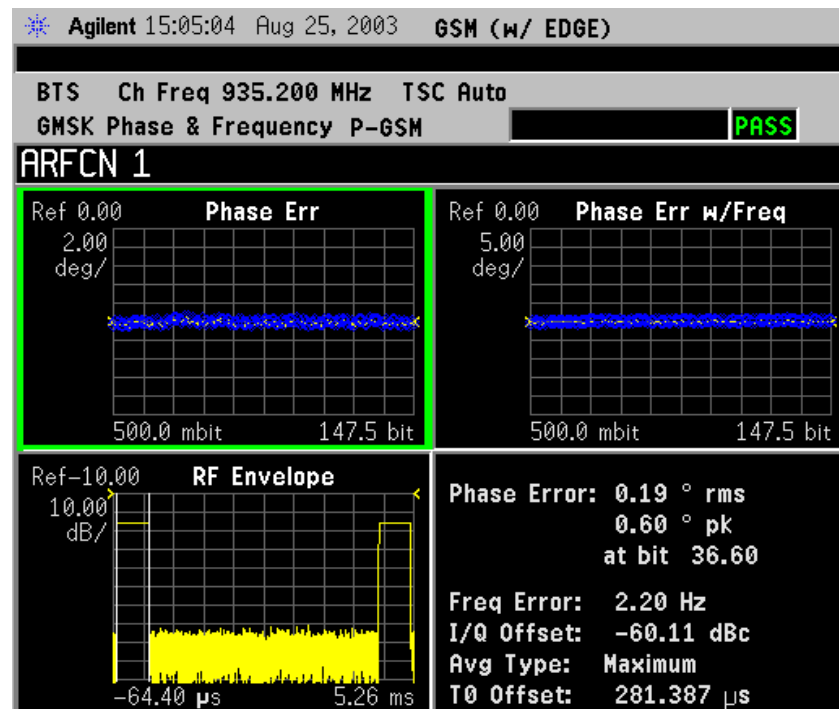 Agilent 15:05:04 Aug 25, 2003 GSM (w/ EDGE)
BTS Ch Freq 935.200 MHz TSC Auto
GMSK Phase & Frequency P-GSM PASS
ARFCN 1
Ref 0.00 Phase Err
2.00
deg/
500.0 mbit 147.5 bit
Ref 0.00 Phase Err w/Freq
5.00
deg/
500.0 mbit 147.5 bit
Ref-10.00 RF Envelope
10.00
dB/
-64.40 µs 5.26 ms
Phase Error: 0.19 ° rms
0.60 ° pk
at bit 36.60
Freq Error: 2.20 Hz
I/Q Offset: -60.11 dBc
Avg Type: Maximum
T0 Offset: 281.387 µs